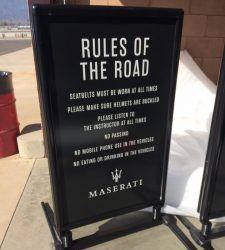 RULES OF
THE ROAD
SEATBELTS MUST BE WORN AT ALL TIMES
PLEASE MAKE SURE HELMETS ARE BUCKLED
PLEASE LISTEN TO
THE INSTRUCTOR AT ALL TIMES
NO PASSING
NO MOBILE PHONE USE IN THE VEHICLES
NO EATING OR DRINKING IN THE VEHICLES
MASERATI